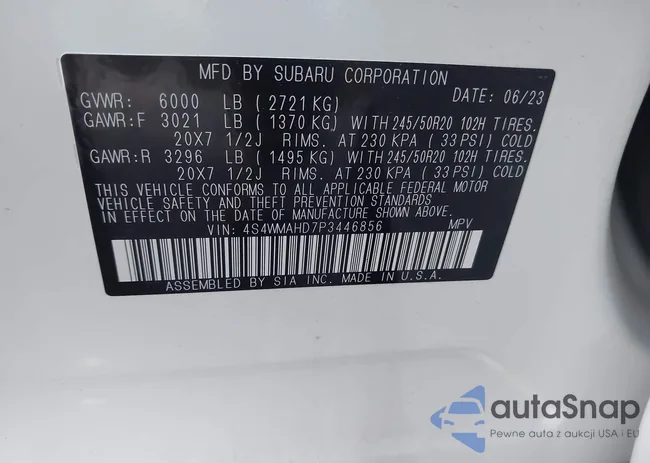 MFD BY SUBARU CORPORATION
GVWR: 6000 LB (2721 KG) DATE: 06/23
GAWR:F 3021 LB (1370 KG) WITH 245/50R20 102H TIRES.
20X7 1/2J RIMS. AT 230 KPA (33 PSI) COLD
GAWR:R 3296 LB (1495 KG) WITH 245/50R20 102H TIRES.
20X7 1/2J RIMS. AT 230 KPA (33 PSI) COLD
THIS VEHICLE CONFORMS TO ALL APPLICABLE FEDERAL MOTOR
VEHICLE SAFETY AND THEFT PREVENTION STANDARDS
IN EFFECT ON THE DATE OF MANUFACTURE SHOWN ABOVE.
VIN: 4S4WMAHD7P3446856 MPV
ASSEMBLED BY SIA INC. MADE IN U.S.A.
autaSnap
Pewne auta z aukcji USA i EU